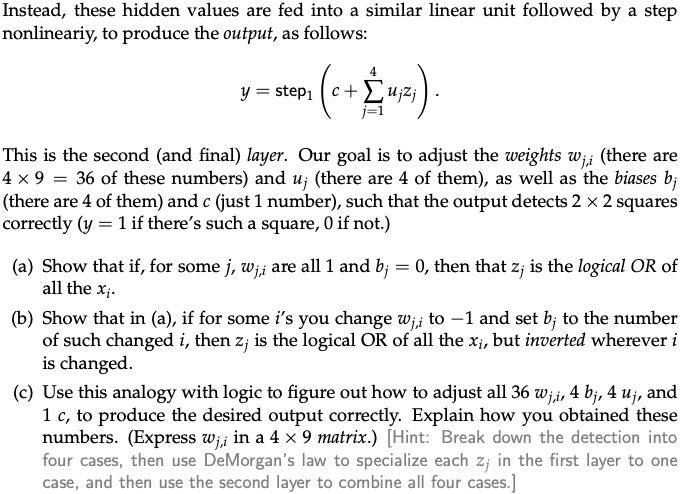 Instead, these hidden values are fed into a similar linear unit followed by a step
nonlineariy, to produce the output, as follows:
y = step₁ ( c + ∑_{j=1}^{4} u_j z_j ) .
This is the second (and final) layer. Our goal is to adjust the weights w_{j,i} (there are
4 × 9 = 36 of these numbers) and u_j (there are 4 of them), as well as the biases b_j
(there are 4 of them) and c (just 1 number), such that the output detects 2 × 2 squares
correctly (y = 1 if there's such a square, 0 if not.)
(a) Show that if, for some j, w_{j,i} are all 1 and b_j = 0, then that z_j is the logical OR of
all the x_i.
(b) Show that in (a), if for some i's you change w_{j,i} to −1 and set b_j to the number
of such changed i, then z_j is the logical OR of all the x_i, but inverted wherever i
is changed.
(c) Use this analogy with logic to figure out how to adjust all 36 w_{j,i}, 4 b_j, 4 u_j, and
1 c, to produce the desired output correctly. Explain how you obtained these
numbers. (Express w_{j,i} in a 4 × 9 matrix.) [Hint: Break down the detection into
four cases, then use DeMorgan's law to specialize each z_j in the first layer to one
case, and then use the second layer to combine all four cases.]